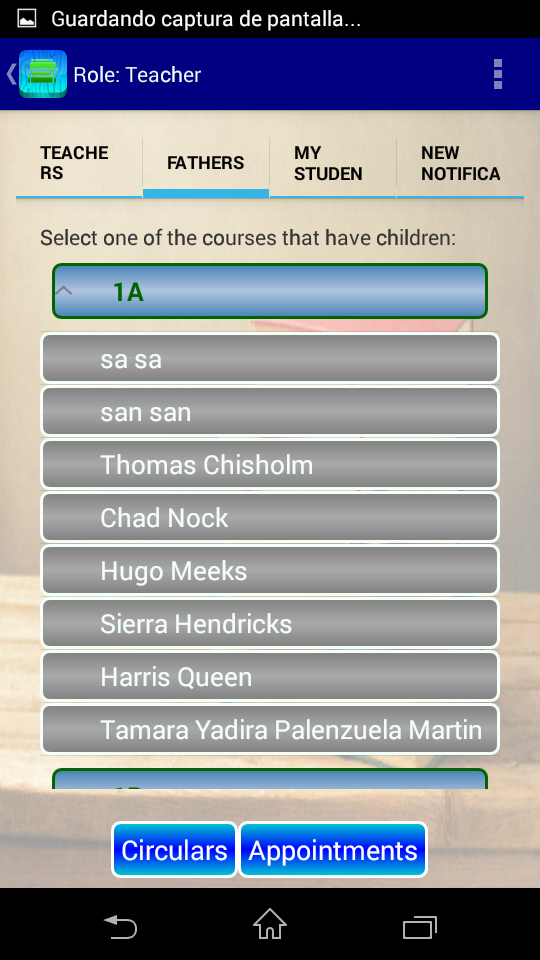 Guardando captura de pantalla...
Role: Teacher
TEACHE
RS
FATHERS
MY
STUDEN
NEW
NOTIFICA
Select one of the courses that have children:
1A
sa sa
san san
Thomas Chisholm
Chad Nock
Hugo Meeks
Sierra Hendricks
Harris Queen
Tamara Yadira Palenzuela Martin
Circulars
Appointments